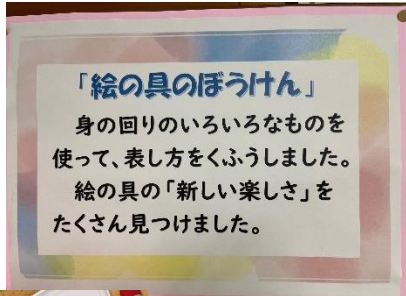 「絵の具のぼうけん」
身の回りのいろいろなものを
使って、表し方をくふうしました。
絵の具の「新しい楽しさ」を
たくさん見つけました。